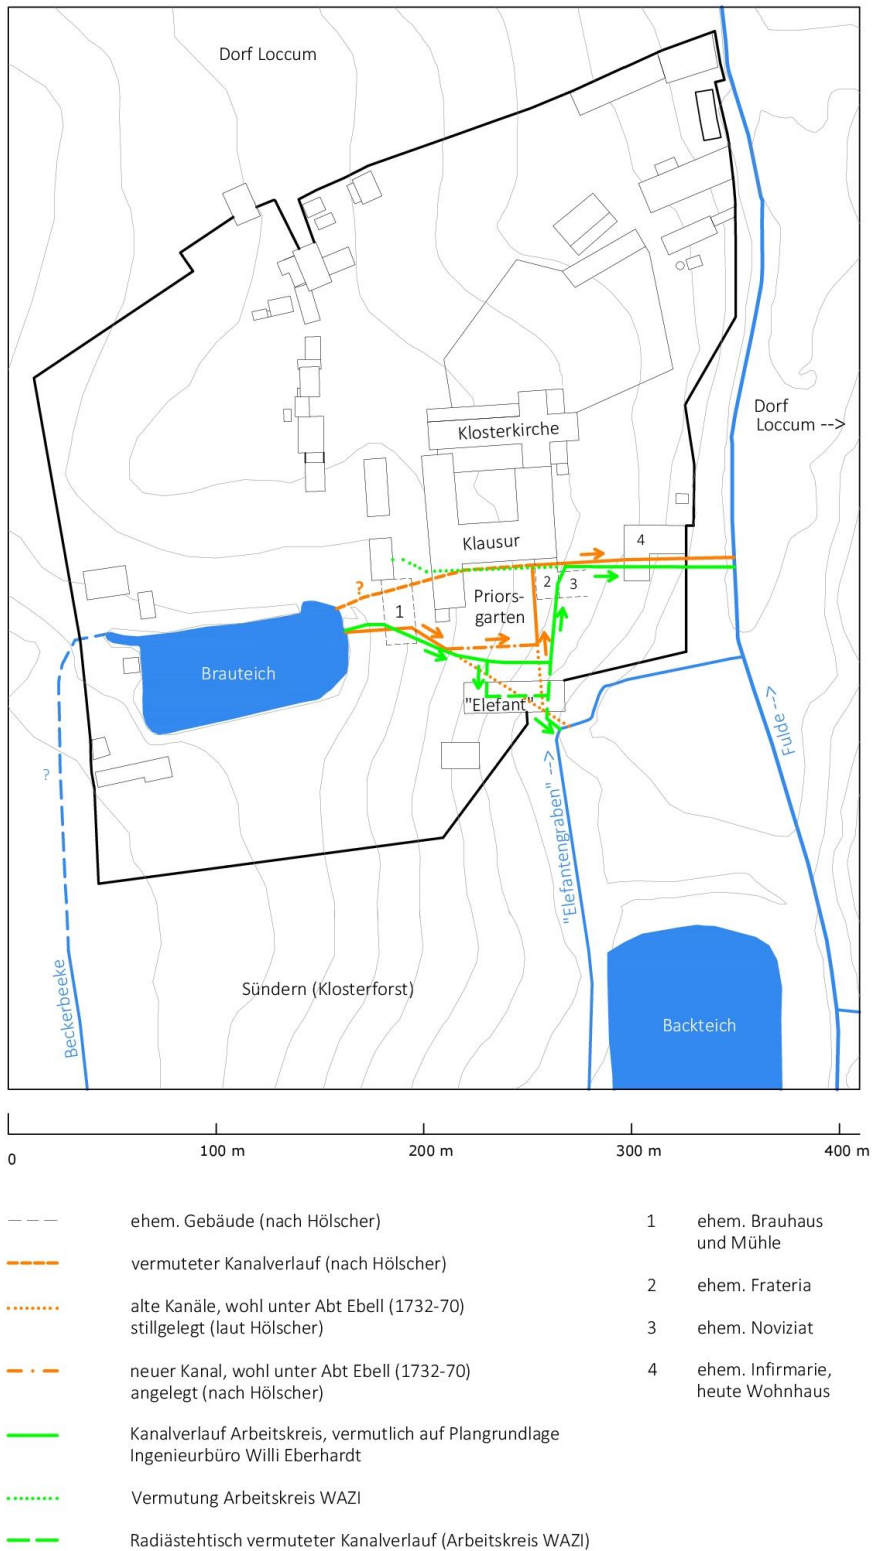 Dorf Loccum
Dorf
Loccum -->
Klosterkirche
Klausur
4
?
2
3
1
Priors-
garten
Brauteich
"Elefant"
?
Fulde -->
"Elefantengraben" -->
Beckerbeeke
Sündern (Klosterforst)
Backteich
0
100 m
200 m
300 m
400 m
ehem. Gebäude (nach Hölscher)
vermuteter Kanalverlauf (nach Hölscher)
alte Kanäle, wohl unter Abt Ebell (1732-70)
stillgelegt (laut Hölscher)
neuer Kanal, wohl unter Abt Ebell (1732-70)
angelegt (nach Hölscher)
Kanalverlauf Arbeitskreis, vermutlich auf Plangrundlage
Ingenieurbüro Willi Eberhardt
Vermutung Arbeitskreis WAZI
Radiästehtisch vermuteter Kanalverlauf (Arbeitskreis WAZI)
1 ehem. Brauhaus
und Mühle
2 ehem. Frateria
3 ehem. Noviziat
4 ehem. Infirmarie,
heute Wohnhaus